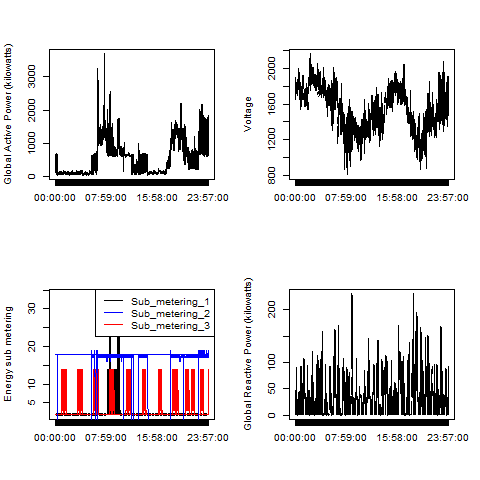 Global Active Power (kilowatts)
0 1000 2000 3000
00:00:00 07:59:00 15:58:00 23:57:00
Voltage
800 1200 1600 2000
00:00:00 07:59:00 15:58:00 23:57:00
Energy sub metering
5 10 20 30
Sub_metering_1
Sub_metering_2
Sub_metering_3
00:00:00 07:59:00 15:58:00 23:57:00
Global Reactive Power (kilowatts)
0 50 100 200
00:00:00 07:59:00 15:58:00 23:57:00